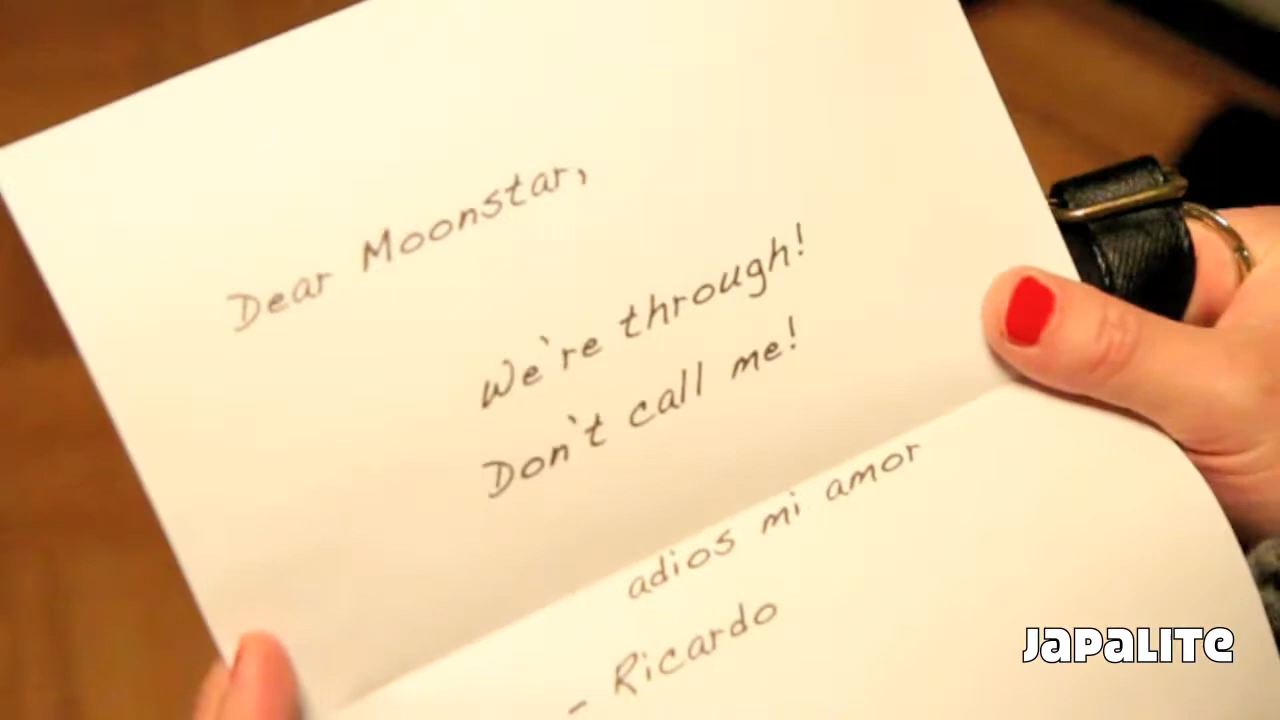 Dear Moonstar,
We're through!
Don't call me!
adios mi amor
- Ricardo
JAPALITE